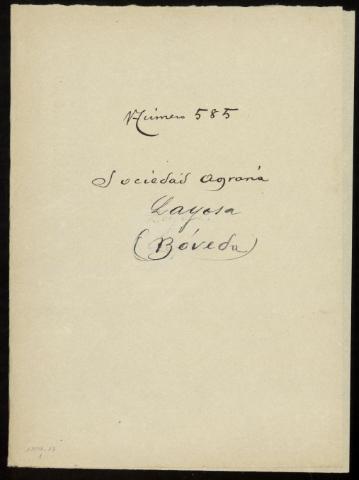 Número 585
Sociedad Agraria
Layosa
(Bóveda)